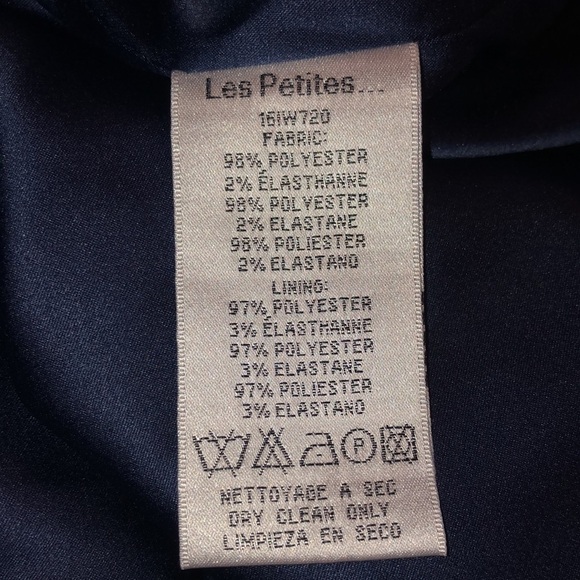 Les Petites...
16IW720
FABRIC:
98% POLYESTER
2% ÉLASTHANNE
98% POLYESTER
2% ELASTANE
98% POLIESTER
2% ELASTANO
LINING:
97% POLYESTER
3% ÉLASTHANNE
97% POLYESTER
3% ELASTANE
97% POLIESTER
3% ELASTANO
P
NETTOYAGE A SEC
DRY CLEAN ONLY
LIMPIEZA EN SECO